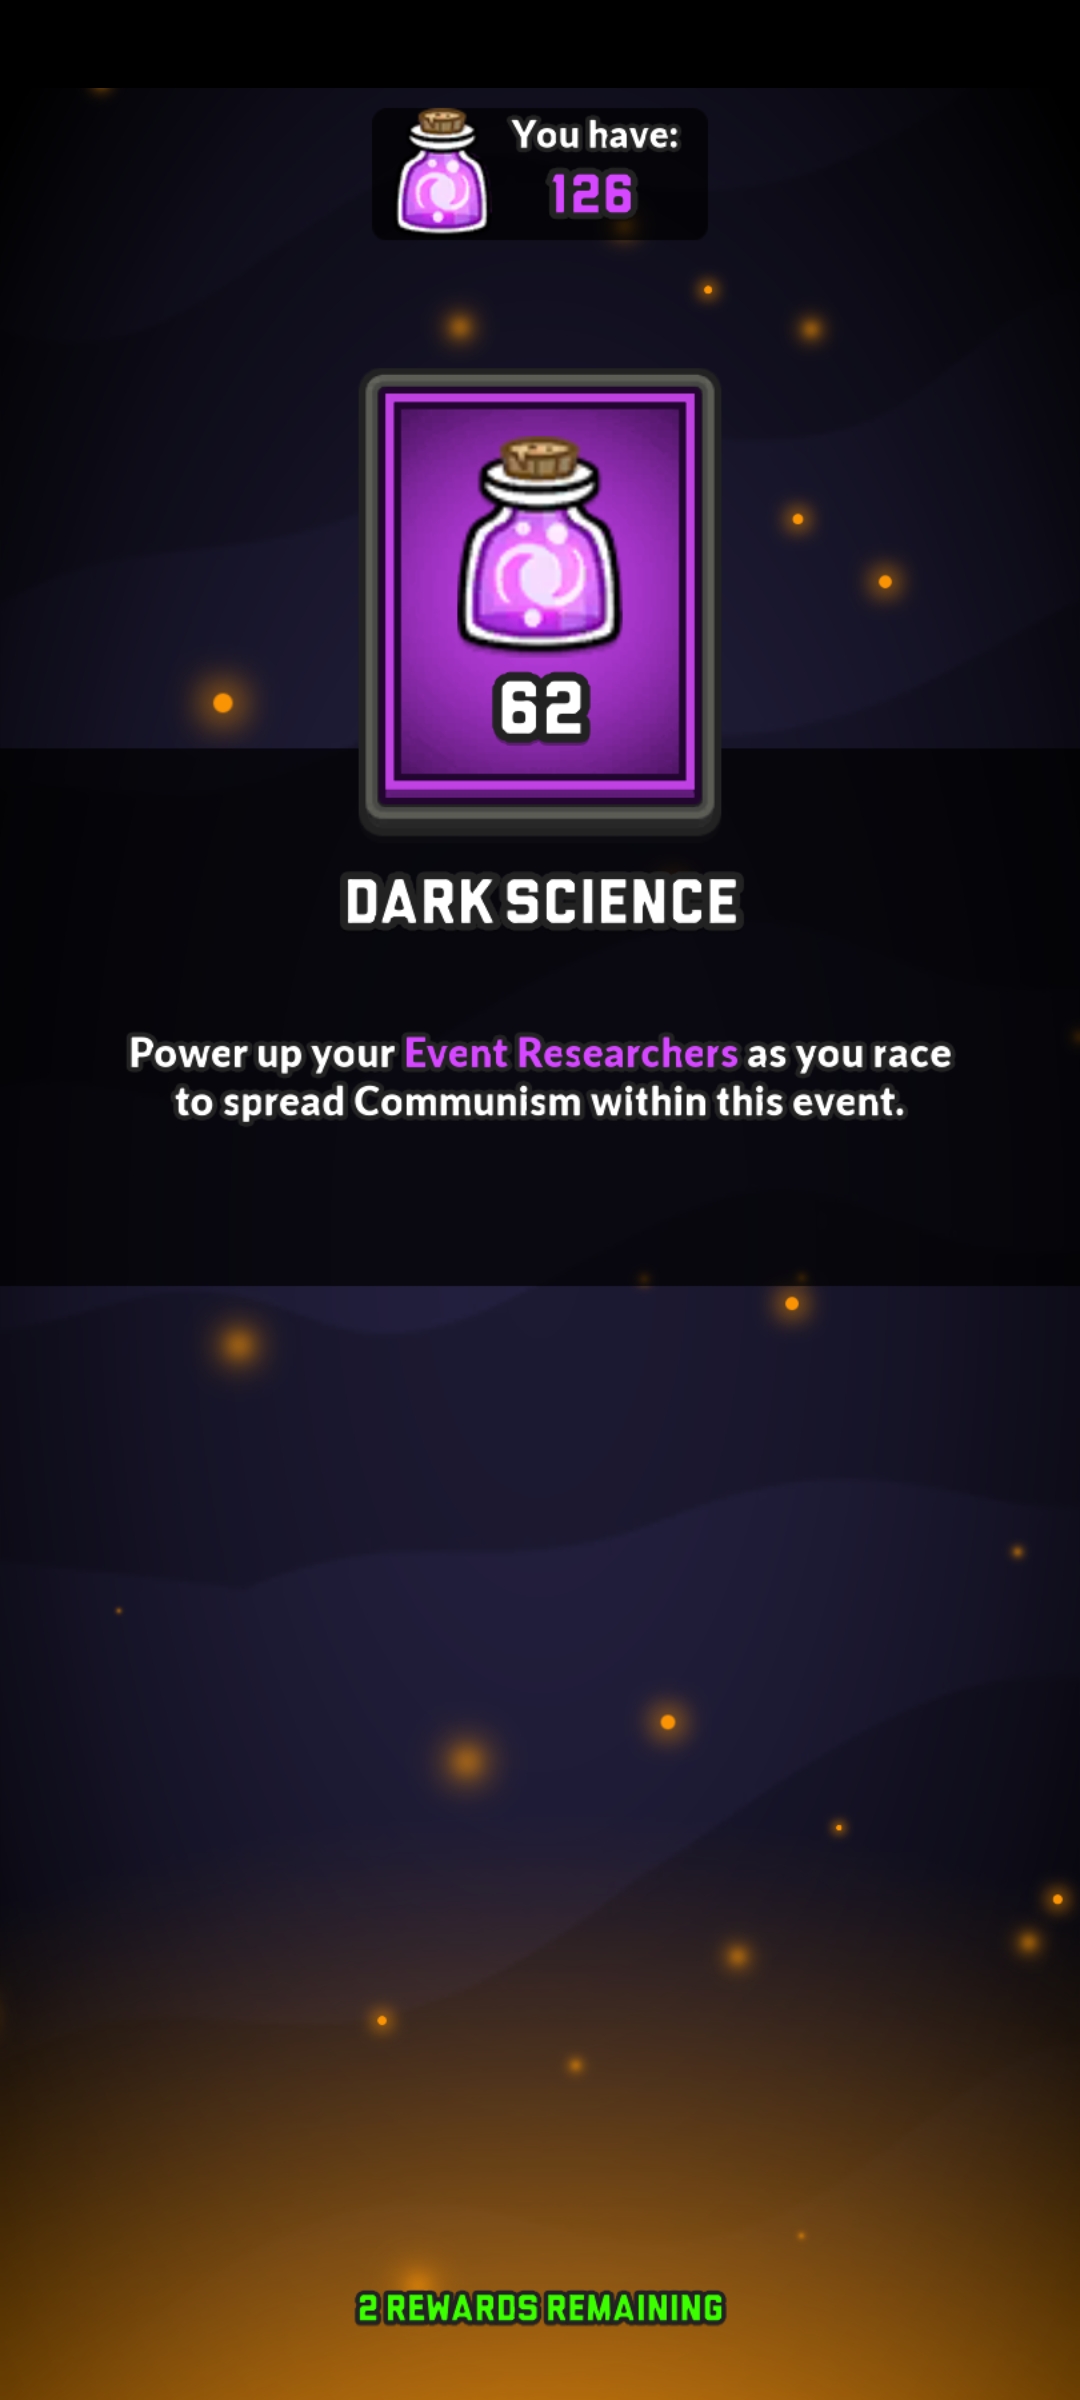 You have:
126
62
DARK SCIENCE
Power up your Event Researchers as you race
to spread Communism within this event.
2 REWARDS REMAINING